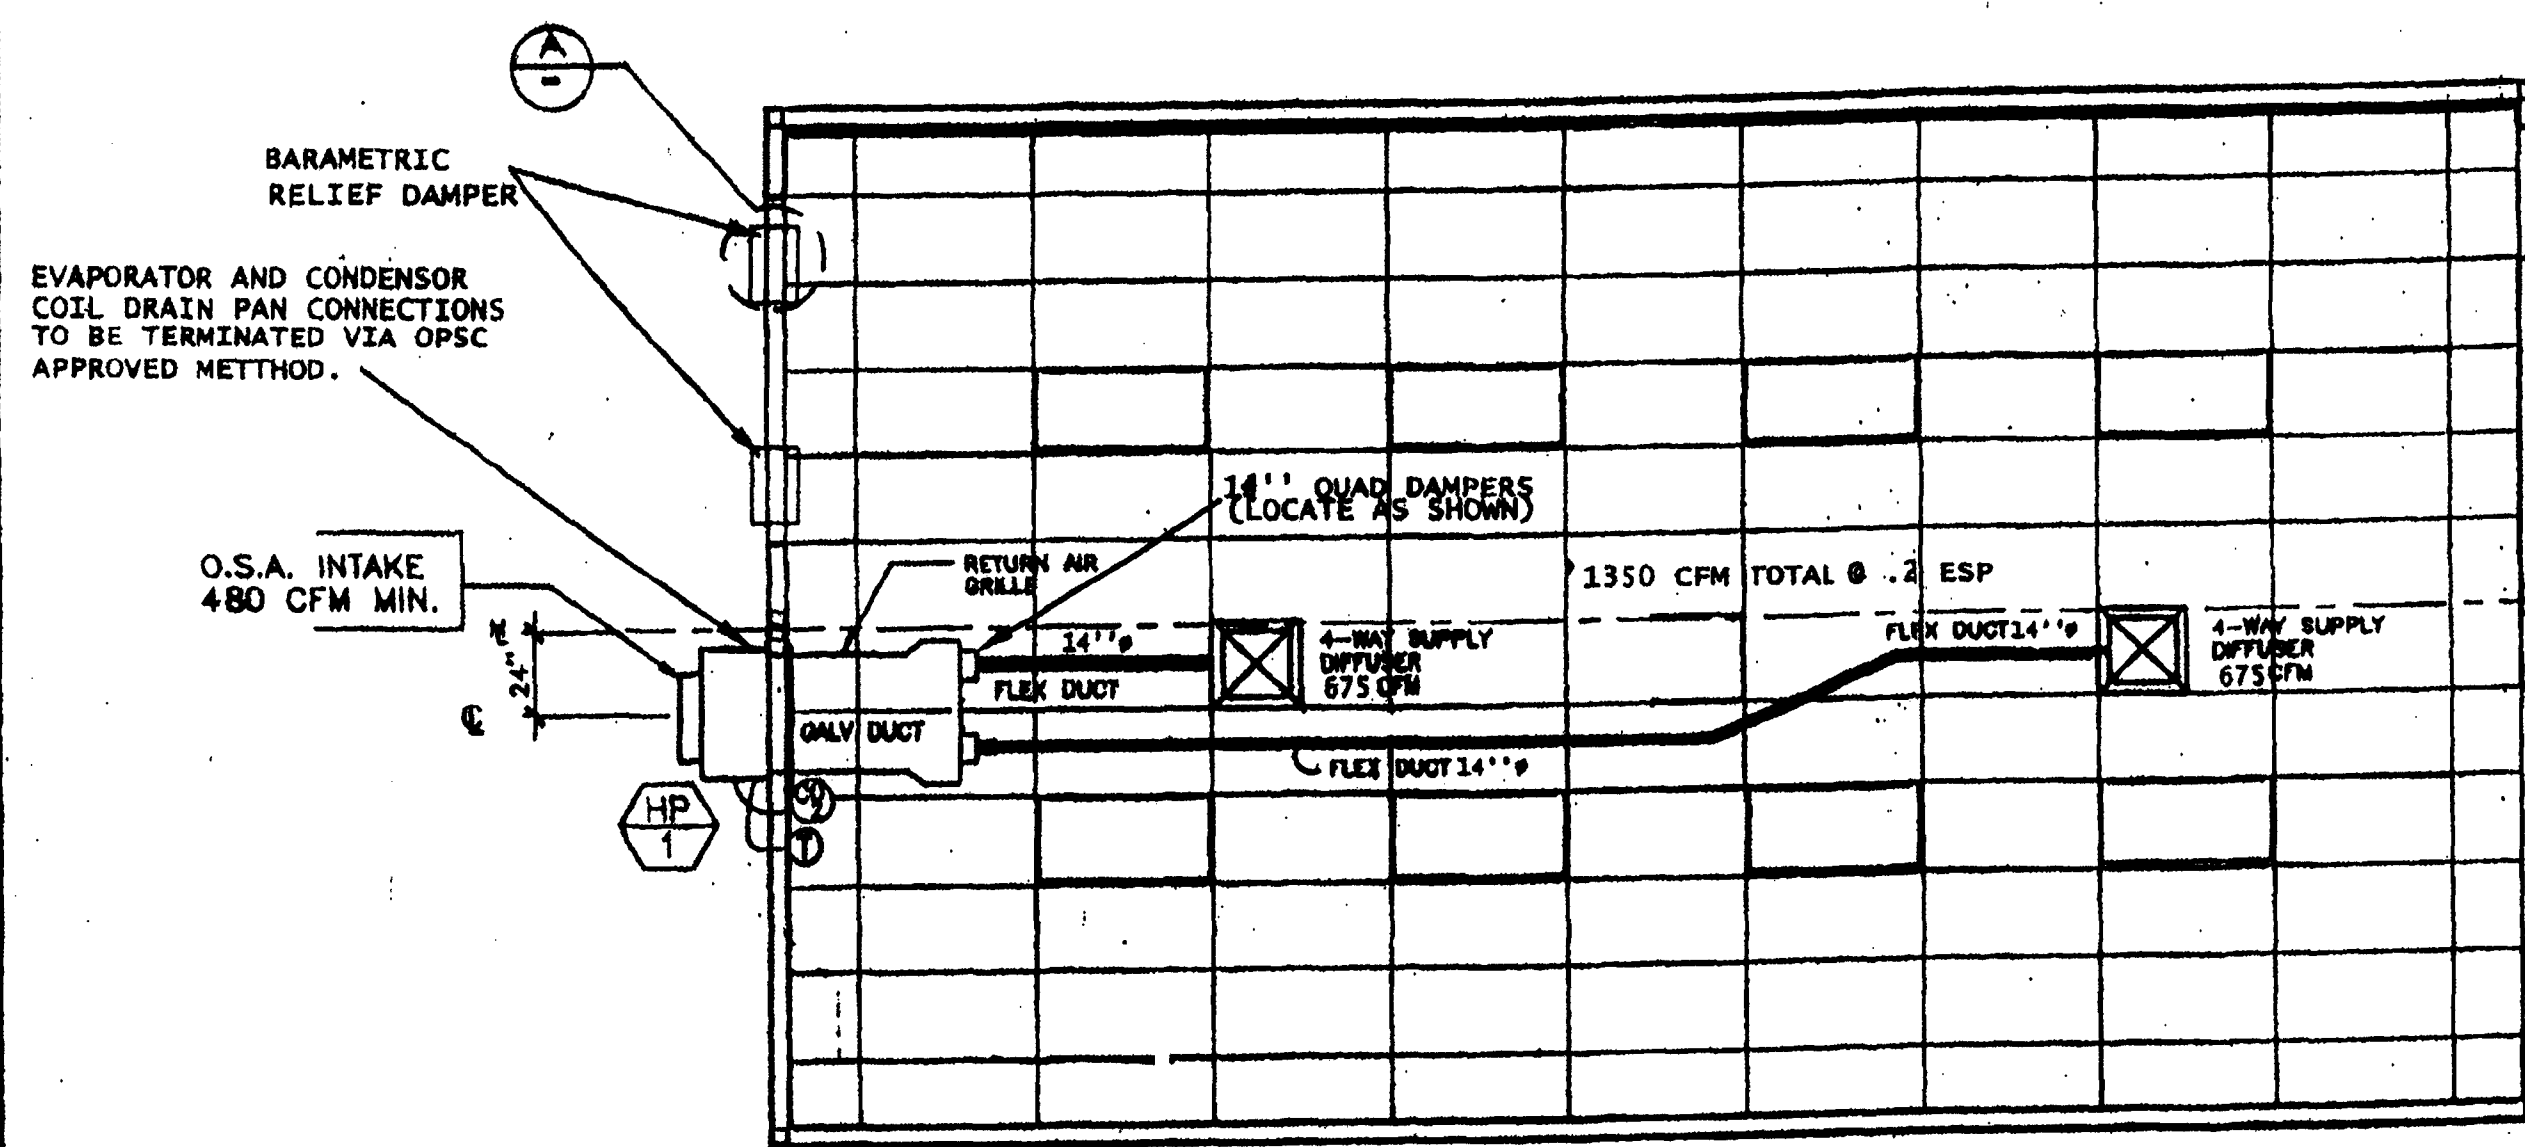 A
-
BARAMETRIC
RELIEF DAMPER
EVAPORATOR AND CONDENSOR
COIL DRAIN PAN CONNECTIONS
TO BE TERMINATED VIA OPSC
APPROVED METTHOD.
14'' QUAD DAMPERS
(LOCATE AS SHOWN)
O.S.A. INTAKE
480 CFM MIN.
RETURN AIR
GRILLE
1350 CFM TOTAL @ .2 ESP
24"
14''ø
FLEX DUCT
4-WAY SUPPLY
DIFFUSER
675 CFM
FLEX DUCT 14''ø
4-WAY SUPPLY
DIFFUSER
675 CFM
GALV DUCT
FLEX DUCT 14''ø
HP
1
CO2
T